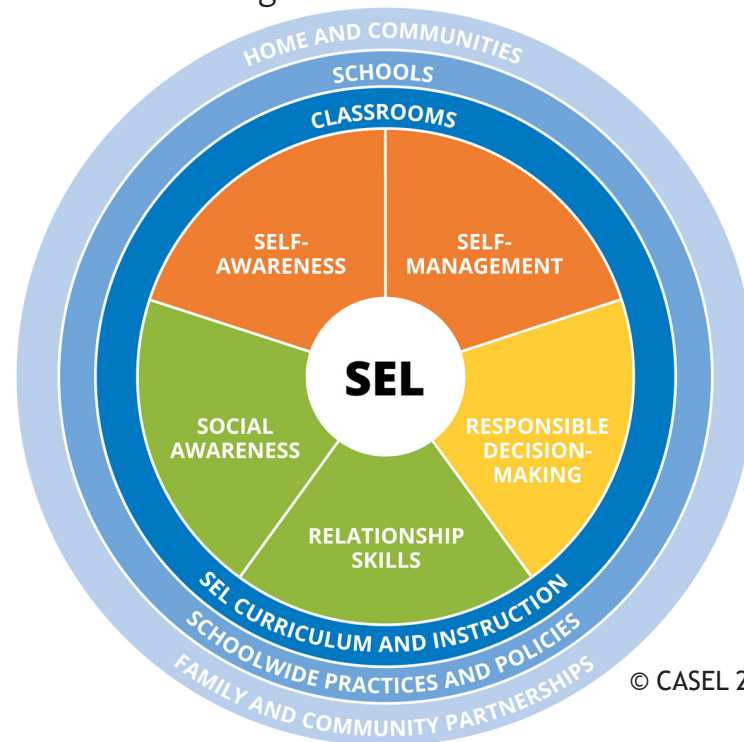 HOME AND COMMUNITIES
SCHOOLS
CLASSROOMS
SELF-
AWARENESS
SELF-
MANAGEMENT
SEL
SOCIAL
AWARENESS
RESPONSIBLE
DECISION-
MAKING
RELATIONSHIP
SKILLS
SEL CURRICULUM AND INSTRUCTION
SCHOOLWIDE PRACTICES AND POLICIES
FAMILY AND COMMUNITY PARTNERSHIPS
© CASEL 2